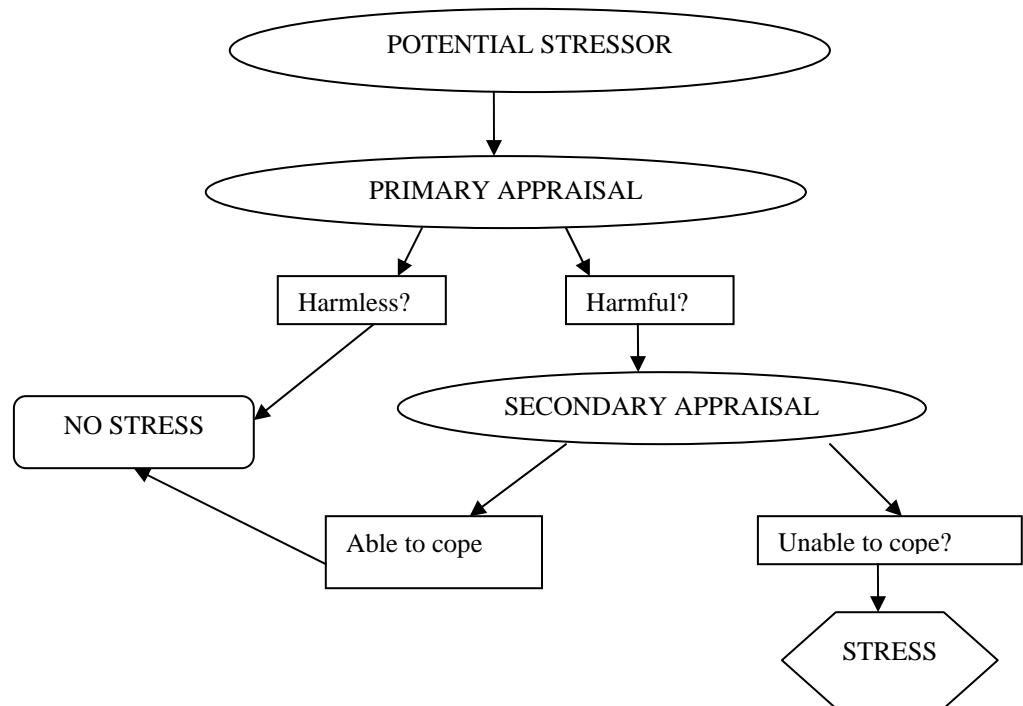 POTENTIAL STRESSOR
PRIMARY APPRAISAL
Harmless?
Harmful?
NO STRESS
SECONDARY APPRAISAL
Able to cope
Unable to cope?
STRESS